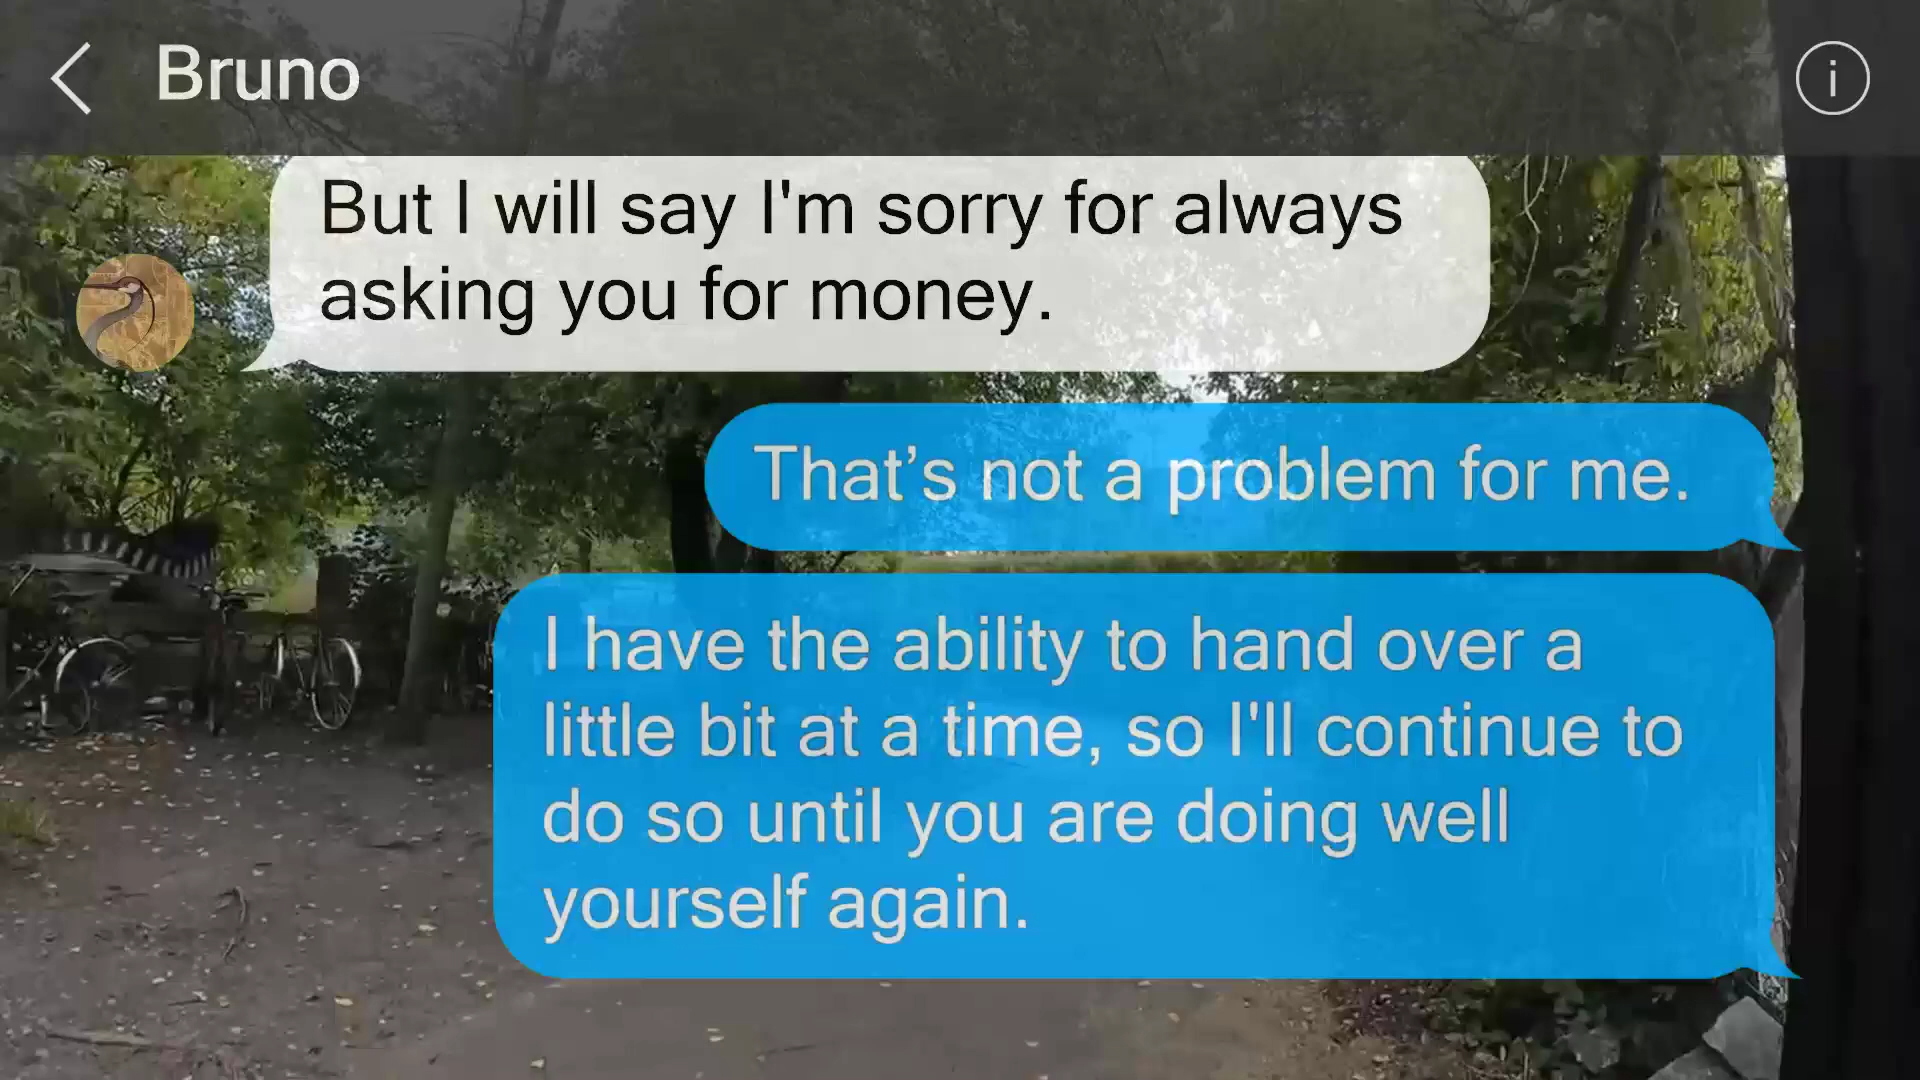 Bruno
i
But I will say I'm sorry for always
asking you for money.
That’s not a problem for me.
I have the ability to hand over a
little bit at a time, so I'll continue to
do so until you are doing well
yourself again.